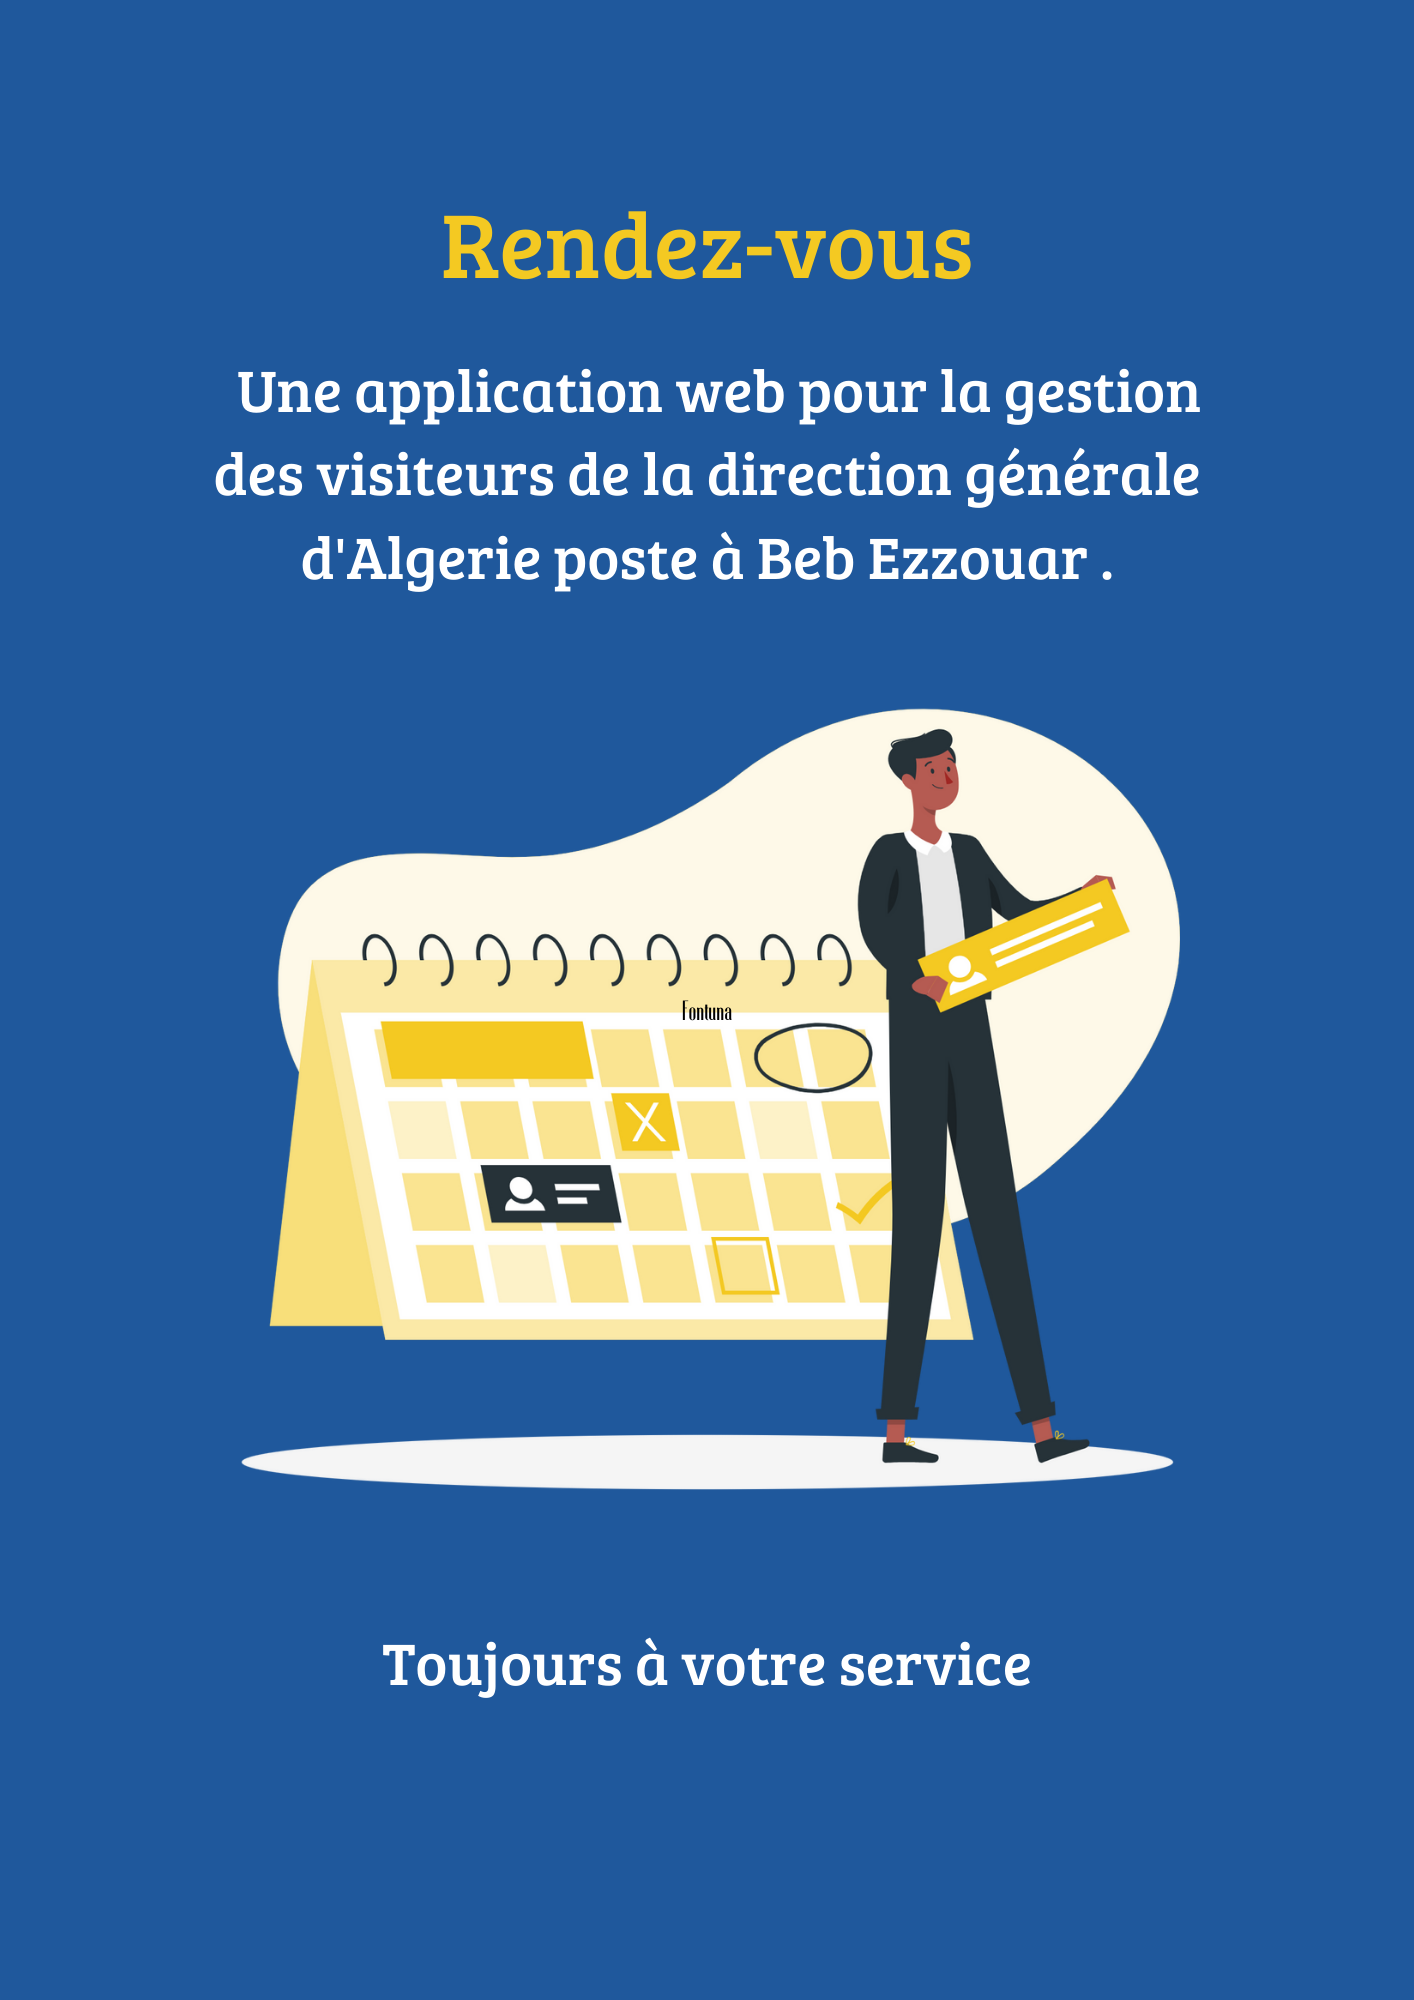 Rendez-vous
Une application web pour la gestion
des visiteurs de la direction générale
d'Algerie poste à Beb Ezzouar .
Fontuna
X
Toujours à votre service